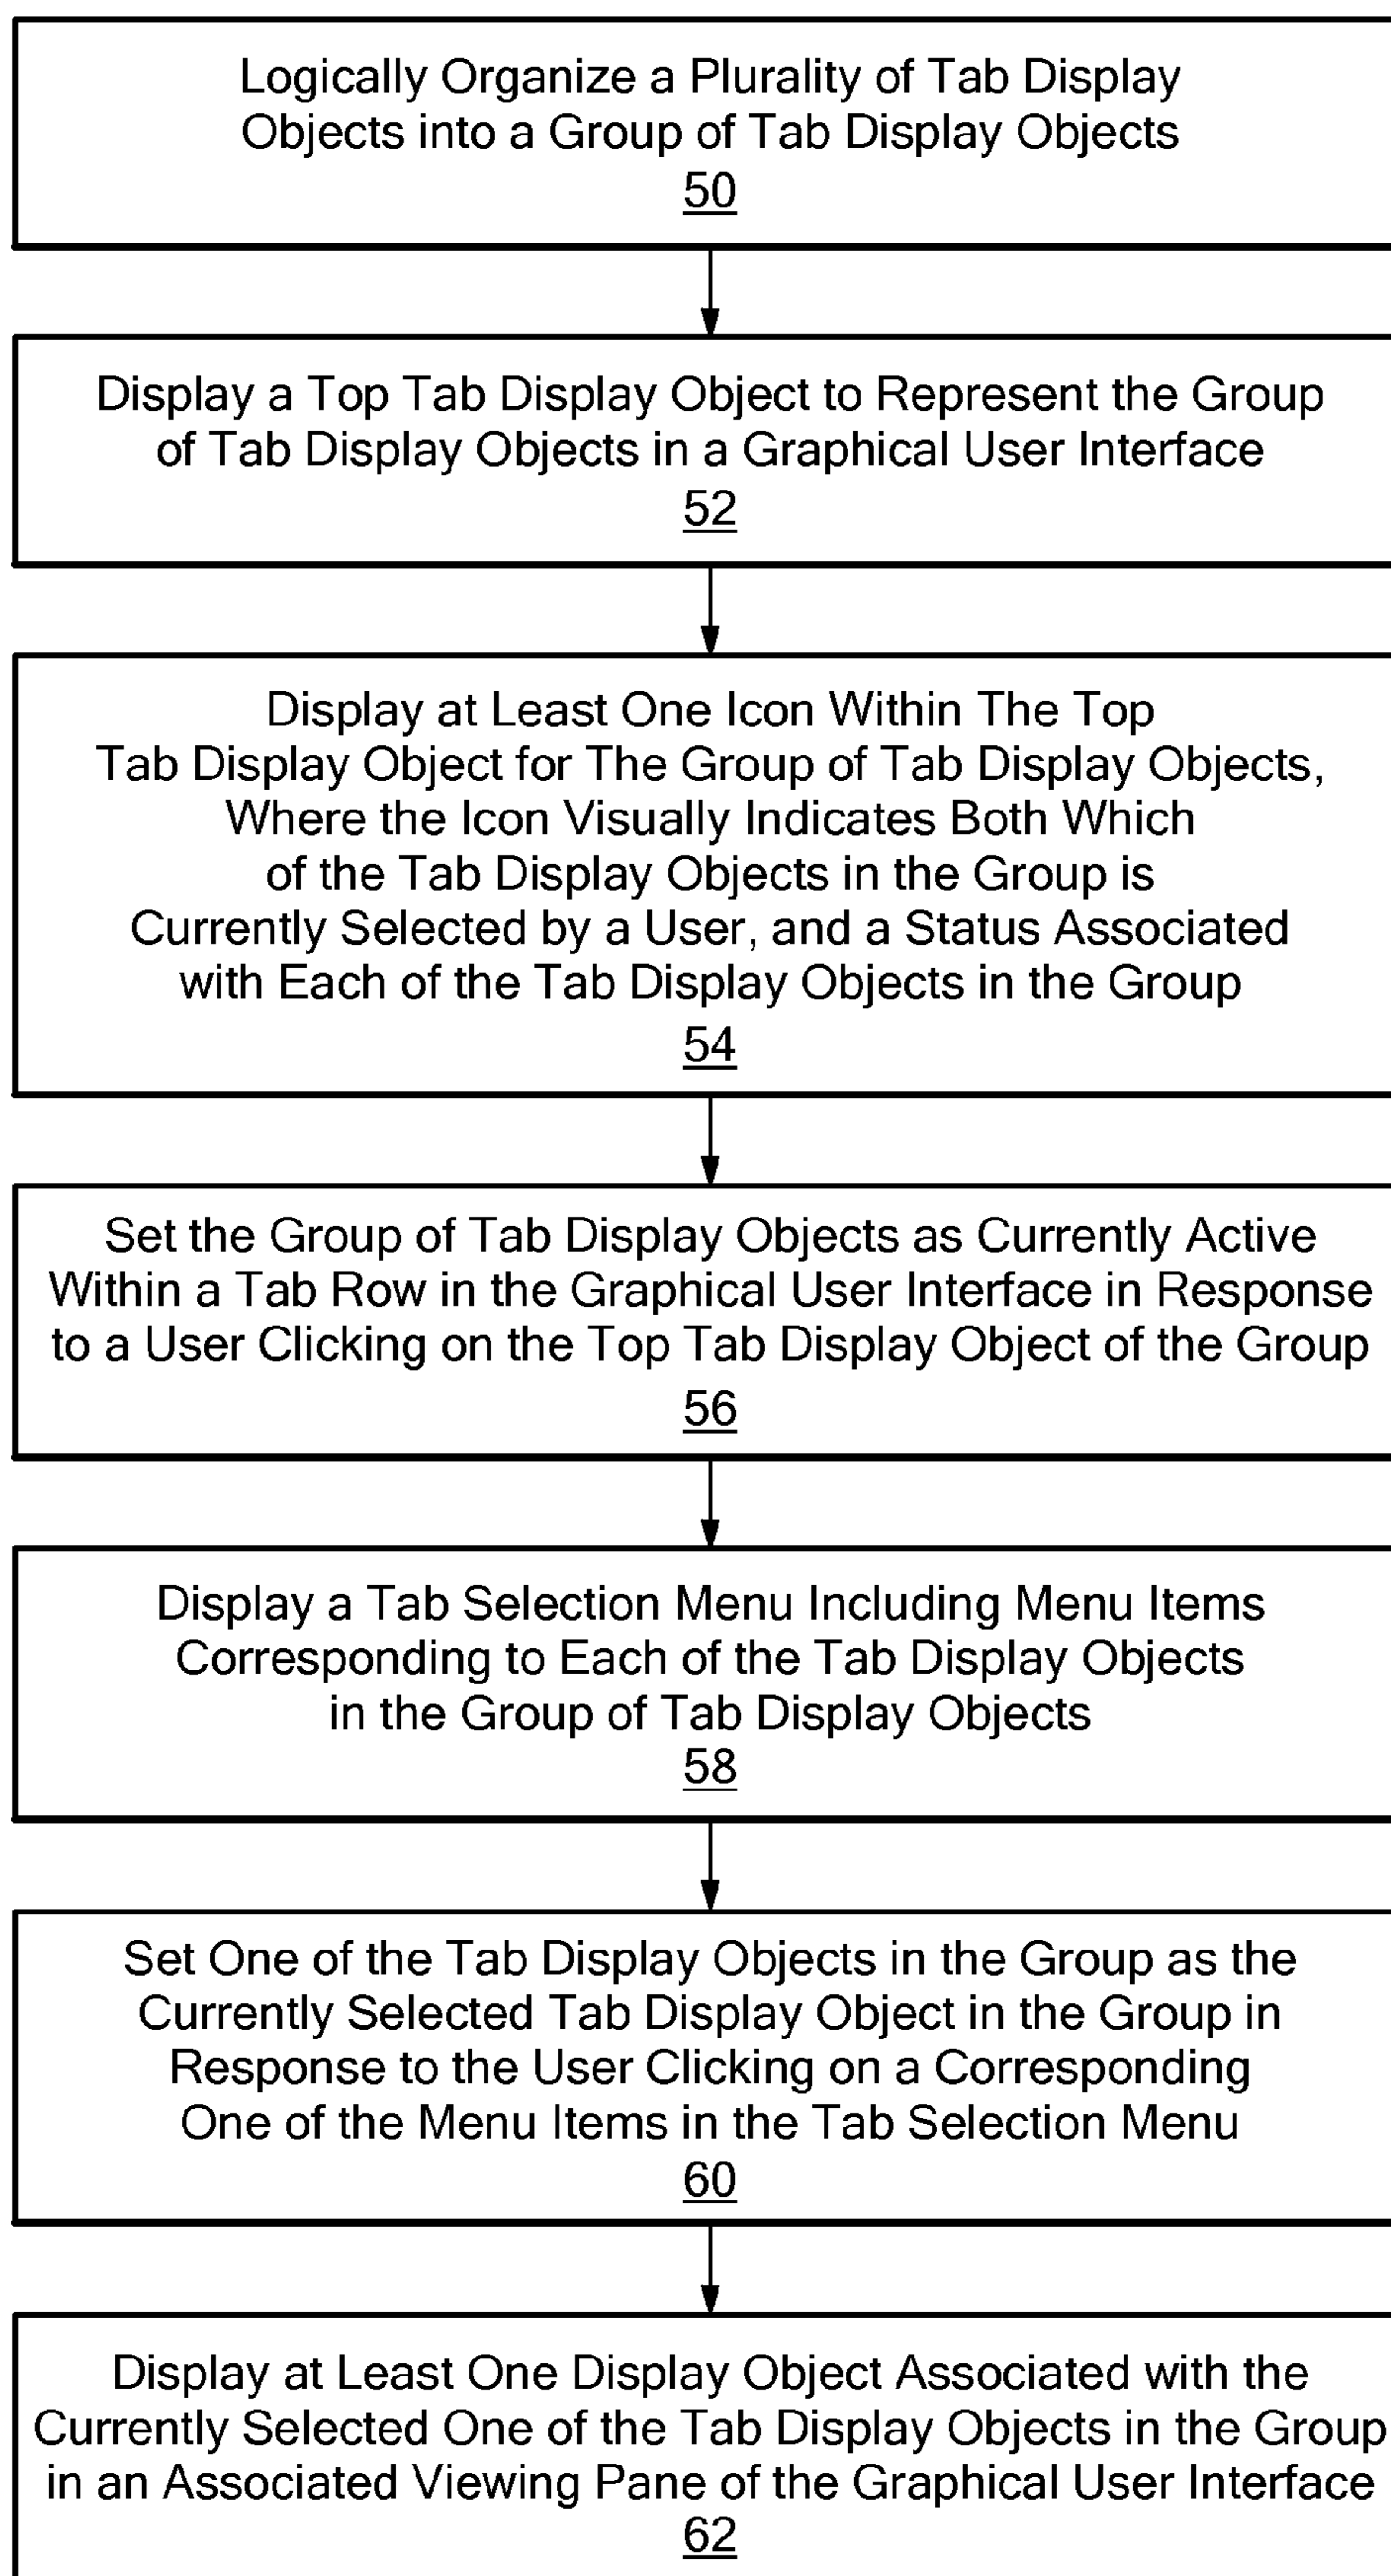 Logically Organize a Plurality of Tab Display
Objects into a Group of Tab Display Objects
50
Display a Top Tab Display Object to Represent the Group
of Tab Display Objects in a Graphical User Interface
52
Display at Least One Icon Within The Top
Tab Display Object for The Group of Tab Display Objects,
Where the Icon Visually Indicates Both Which
of the Tab Display Objects in the Group is
Currently Selected by a User, and a Status Associated
with Each of the Tab Display Objects in the Group
54
Set the Group of Tab Display Objects as Currently Active
Within a Tab Row in the Graphical User Interface in Response
to a User Clicking on the Top Tab Display Object of the Group
56
Display a Tab Selection Menu Including Menu Items
Corresponding to Each of the Tab Display Objects
in the Group of Tab Display Objects
58
Set One of the Tab Display Objects in the Group as the
Currently Selected Tab Display Object in the Group in
Response to the User Clicking on a Corresponding
One of the Menu Items in the Tab Selection Menu
60
Display at Least One Display Object Associated with the
Currently Selected One of the Tab Display Objects in the Group
in an Associated Viewing Pane of the Graphical User Interface
62